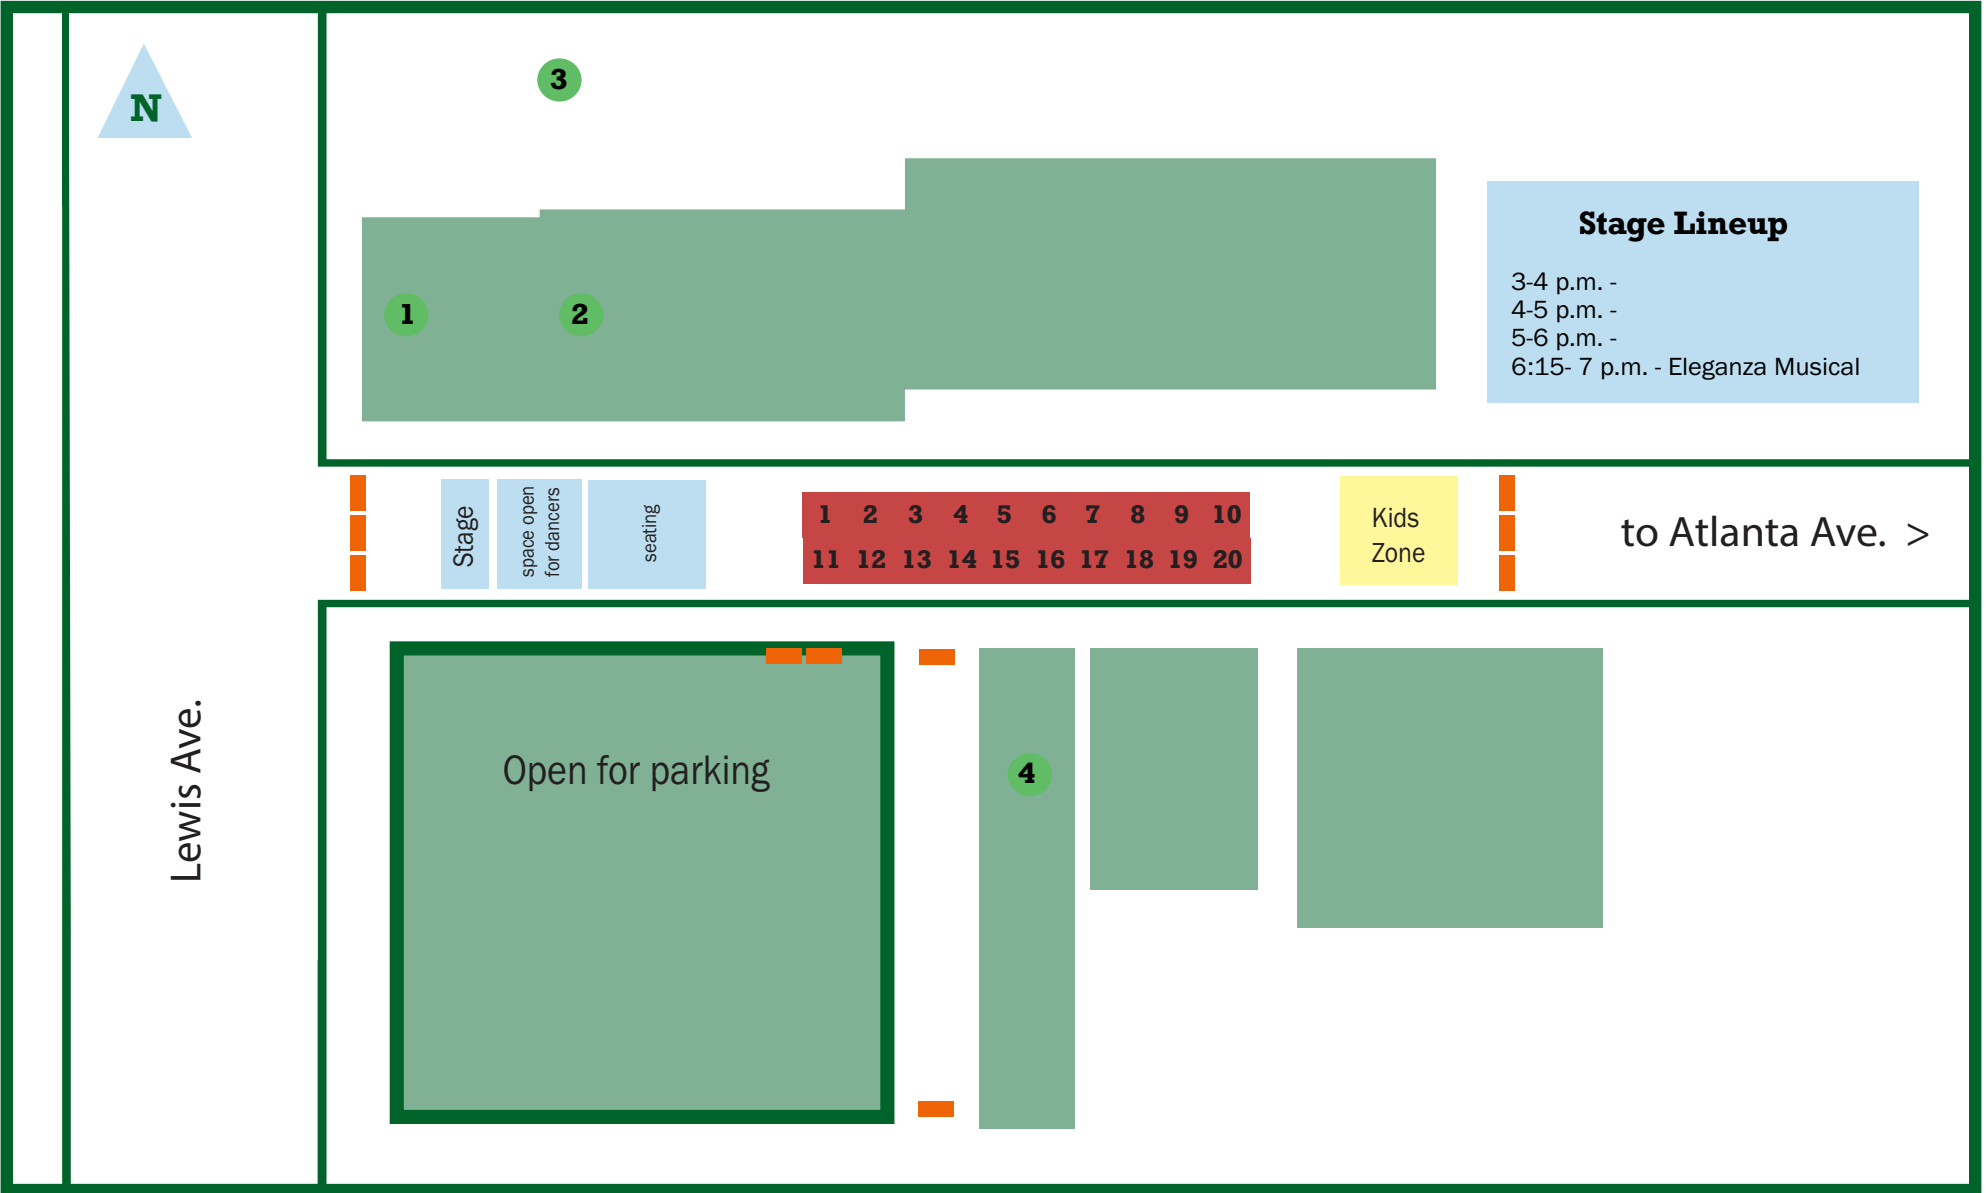 N
3
1
2
Stage Lineup
3-4 p.m. -
4-5 p.m. -
5-6 p.m. -
6:15- 7 p.m. - Eleganza Musical
Stage
space open
for dancers
seating
1 2 3 4 5 6 7 8 9 10
11 12 13 14 15 16 17 18 19 20
Kids
Zone
to Atlanta Ave. >
Lewis Ave.
Open for parking
4